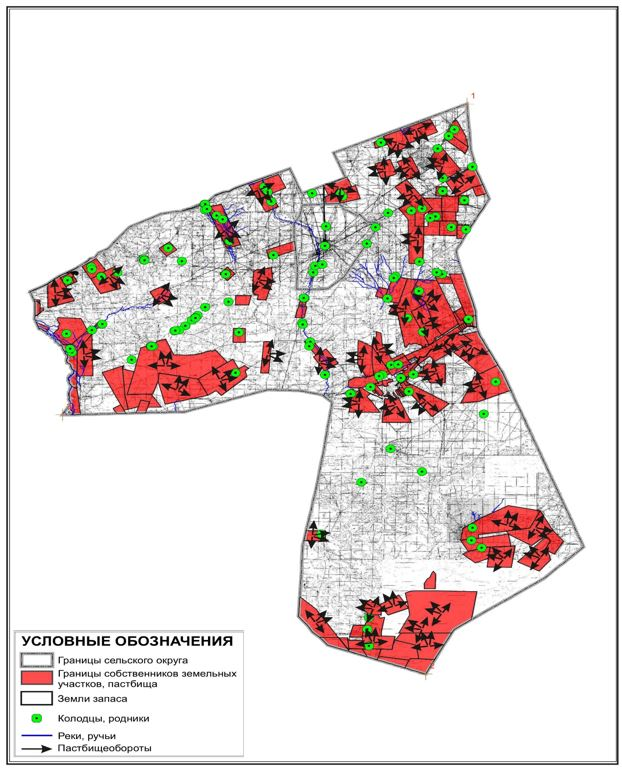 1
УСЛОВНЫЕ ОБОЗНАЧЕНИЯ
Границы сельского округа
Границы собственников земельных
участков, пастбища
Земли запаса
Колодцы, родники
Реки, ручьи
Пастбищеобороты